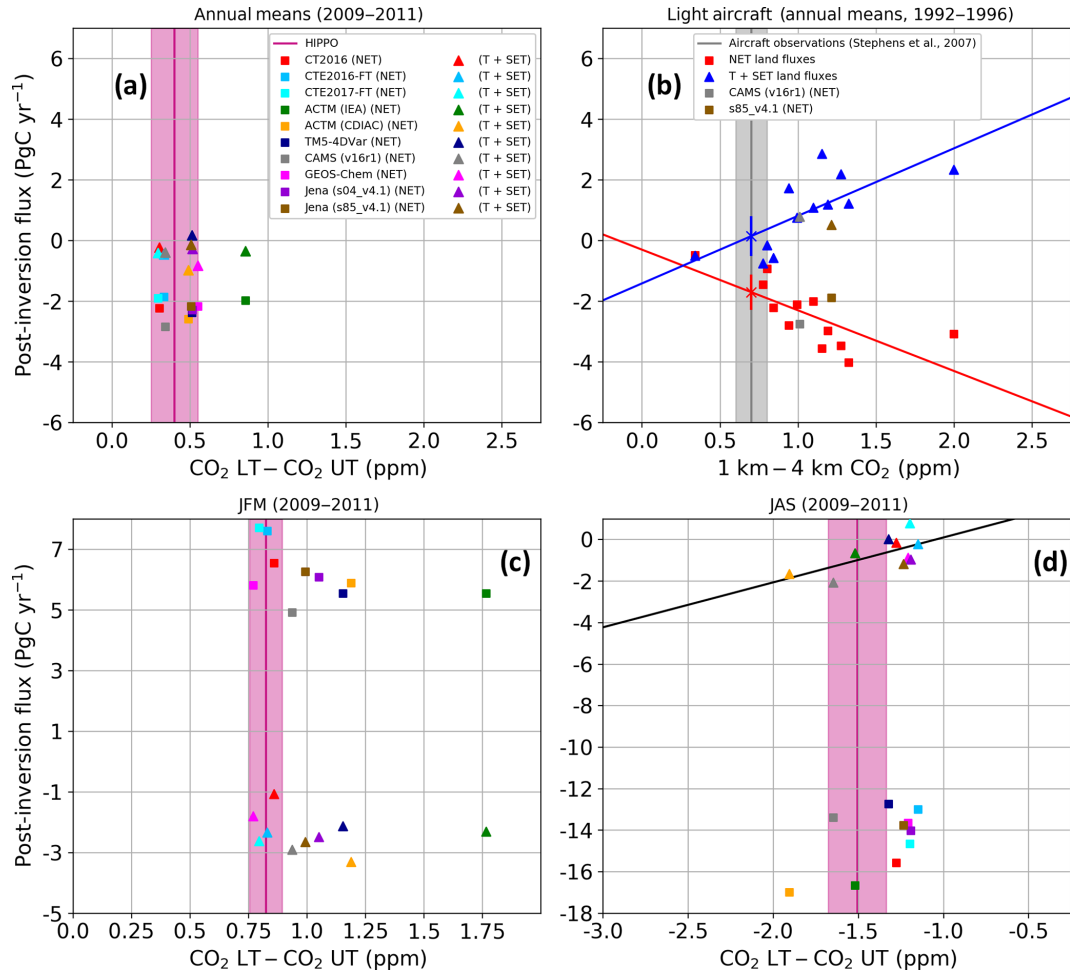 Annual means (2009–2011)
(a)
HIPPO
CT2016 (NET) (T + SET)
CTE2016-FT (NET) (T + SET)
CTE2017-FT (NET) (T + SET)
ACTM (IEA) (NET) (T + SET)
ACTM (CDIAC) (NET) (T + SET)
TM5-4DVar (NET) (T + SET)
CAMS (v16r1) (NET) (T + SET)
GEOS-Chem (NET) (T + SET)
Jena (s04_v4.1) (NET) (T + SET)
Jena (s85_v4.1) (NET) (T + SET)
Post-inversion flux (PgC yr⁻¹)
6
4
2
0
-2
-4
-6
0.0 0.5 1.0 1.5 2.0 2.5
CO₂ LT − CO₂ UT (ppm)
Light aircraft (annual means, 1992–1996)
(b)
Aircraft observations (Stephens et al., 2007)
NET land fluxes
T + SET land fluxes
CAMS (v16r1) (NET)
s85_v4.1 (NET)
6
4
2
0
-2
-4
-6
0.0 0.5 1.0 1.5 2.0 2.5
1 km − 4 km CO₂ (ppm)
JFM (2009–2011)
(c)
Post-inversion flux (PgC yr⁻¹)
7
5
3
1
-1
-3
-5
0.0 0.25 0.50 0.75 1.0 1.25 1.50 1.75
CO₂ LT − CO₂ UT (ppm)
JAS (2009–2011)
(d)
0
-2
-4
-6
-8
-10
-12
-14
-16
-18
-3.0 -2.5 -2.0 -1.5 -1.0 -0.5
CO₂ LT − CO₂ UT (ppm)